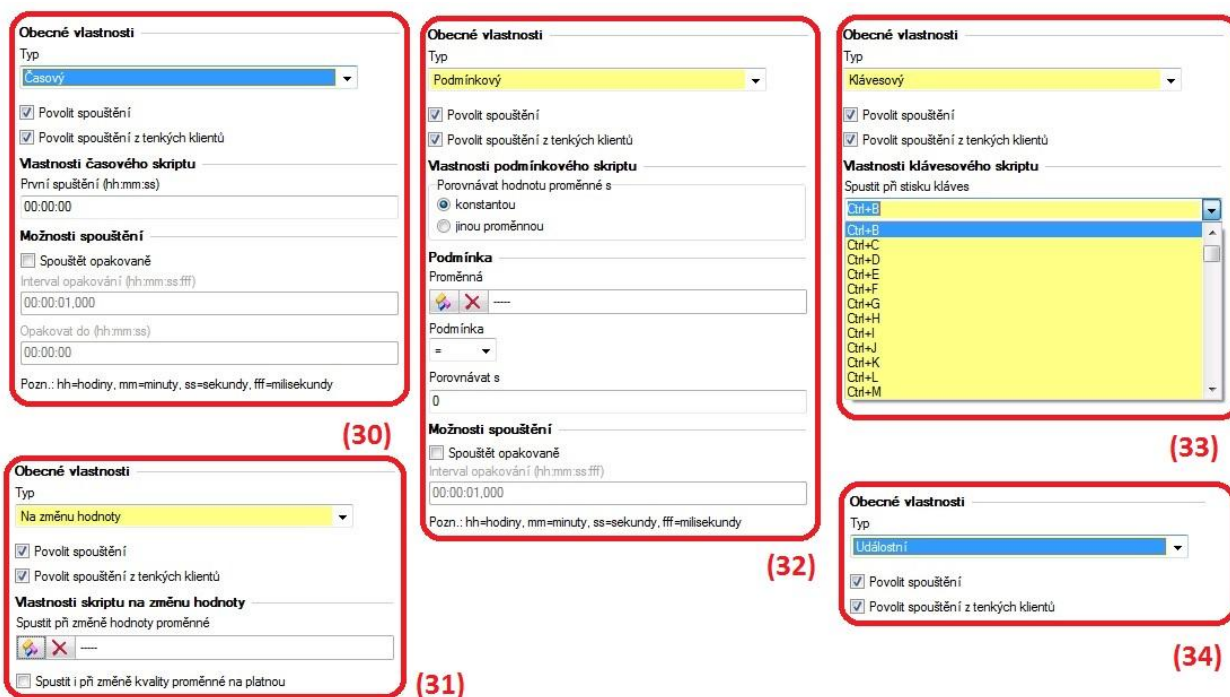 Obecné vlastnosti
Typ
Časový
Povolit spouštění
Povolit spouštění z tenkých klientů
Vlastnosti časového skriptu
První spuštění (hh:mm:ss)
00:00:00
Možnosti spouštění
Spouštět opakovaně
Interval opakování (hh:mm:ss:fff)
00:00:01,000
Opakovat do (hh:mm:ss)
00:00:00
Pozn.: hh=hodiny, mm=minuty, ss=sekundy, fff=milisekundy
(30)
Obecné vlastnosti
Typ
Na změnu hodnoty
Povolit spouštění
Povolit spouštění z tenkých klientů
Vlastnosti skriptu na změnu hodnoty
Spustit při změně hodnoty proměnné
-----
Spustit i při změně kvality proměnné na platnou
(31)
Obecné vlastnosti
Typ
Podmínkový
Povolit spouštění
Povolit spouštění z tenkých klientů
Vlastnosti podmínkového skriptu
Porovnávat hodnotu proměnné s
konstantou
jinou proměnnou
Podmínka
Proměnná
-----
Podmínka
=
Porovnávat s
0
Možnosti spouštění
Spouštět opakovaně
Interval opakování (hh:mm:ss:fff)
00:00:01,000
Pozn.: hh=hodiny, mm=minuty, ss=sekundy, fff=milisekundy
(32)
Obecné vlastnosti
Typ
Klávesový
Povolit spouštění
Povolit spouštění z tenkých klientů
Vlastnosti klávesového skriptu
Spustit při stisku kláves
Ctrl+B
Ctrl+B
Ctrl+C
Ctrl+D
Ctrl+E
Ctrl+F
Ctrl+G
Ctrl+H
Ctrl+I
Ctrl+J
Ctrl+K
Ctrl+L
Ctrl+M
(33)
Obecné vlastnosti
Typ
Událostní
Povolit spouštění
Povolit spouštění z tenkých klientů
(34)